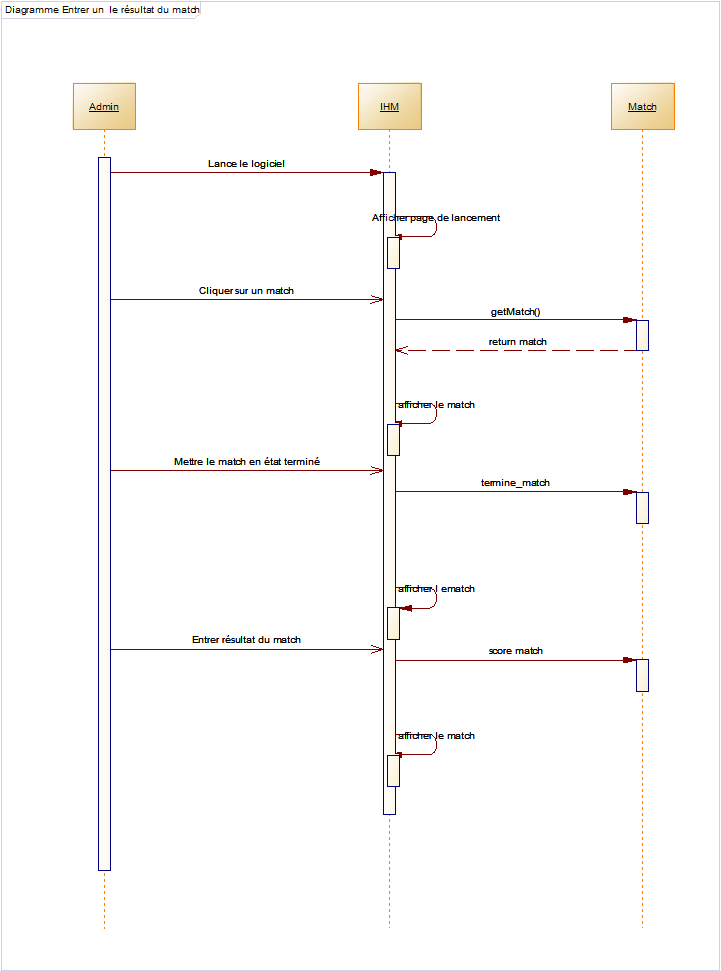 Diagramme Entrer un le résultat du match
Admin
IHM
Match
Lance le logiciel
Afficher page de lancement
Cliquer sur un match
getMatch()
return match
afficher le match
Mettre le match en état terminé
termine_match
afficher l ematch
Entrer résultat du match
score match
afficher le match